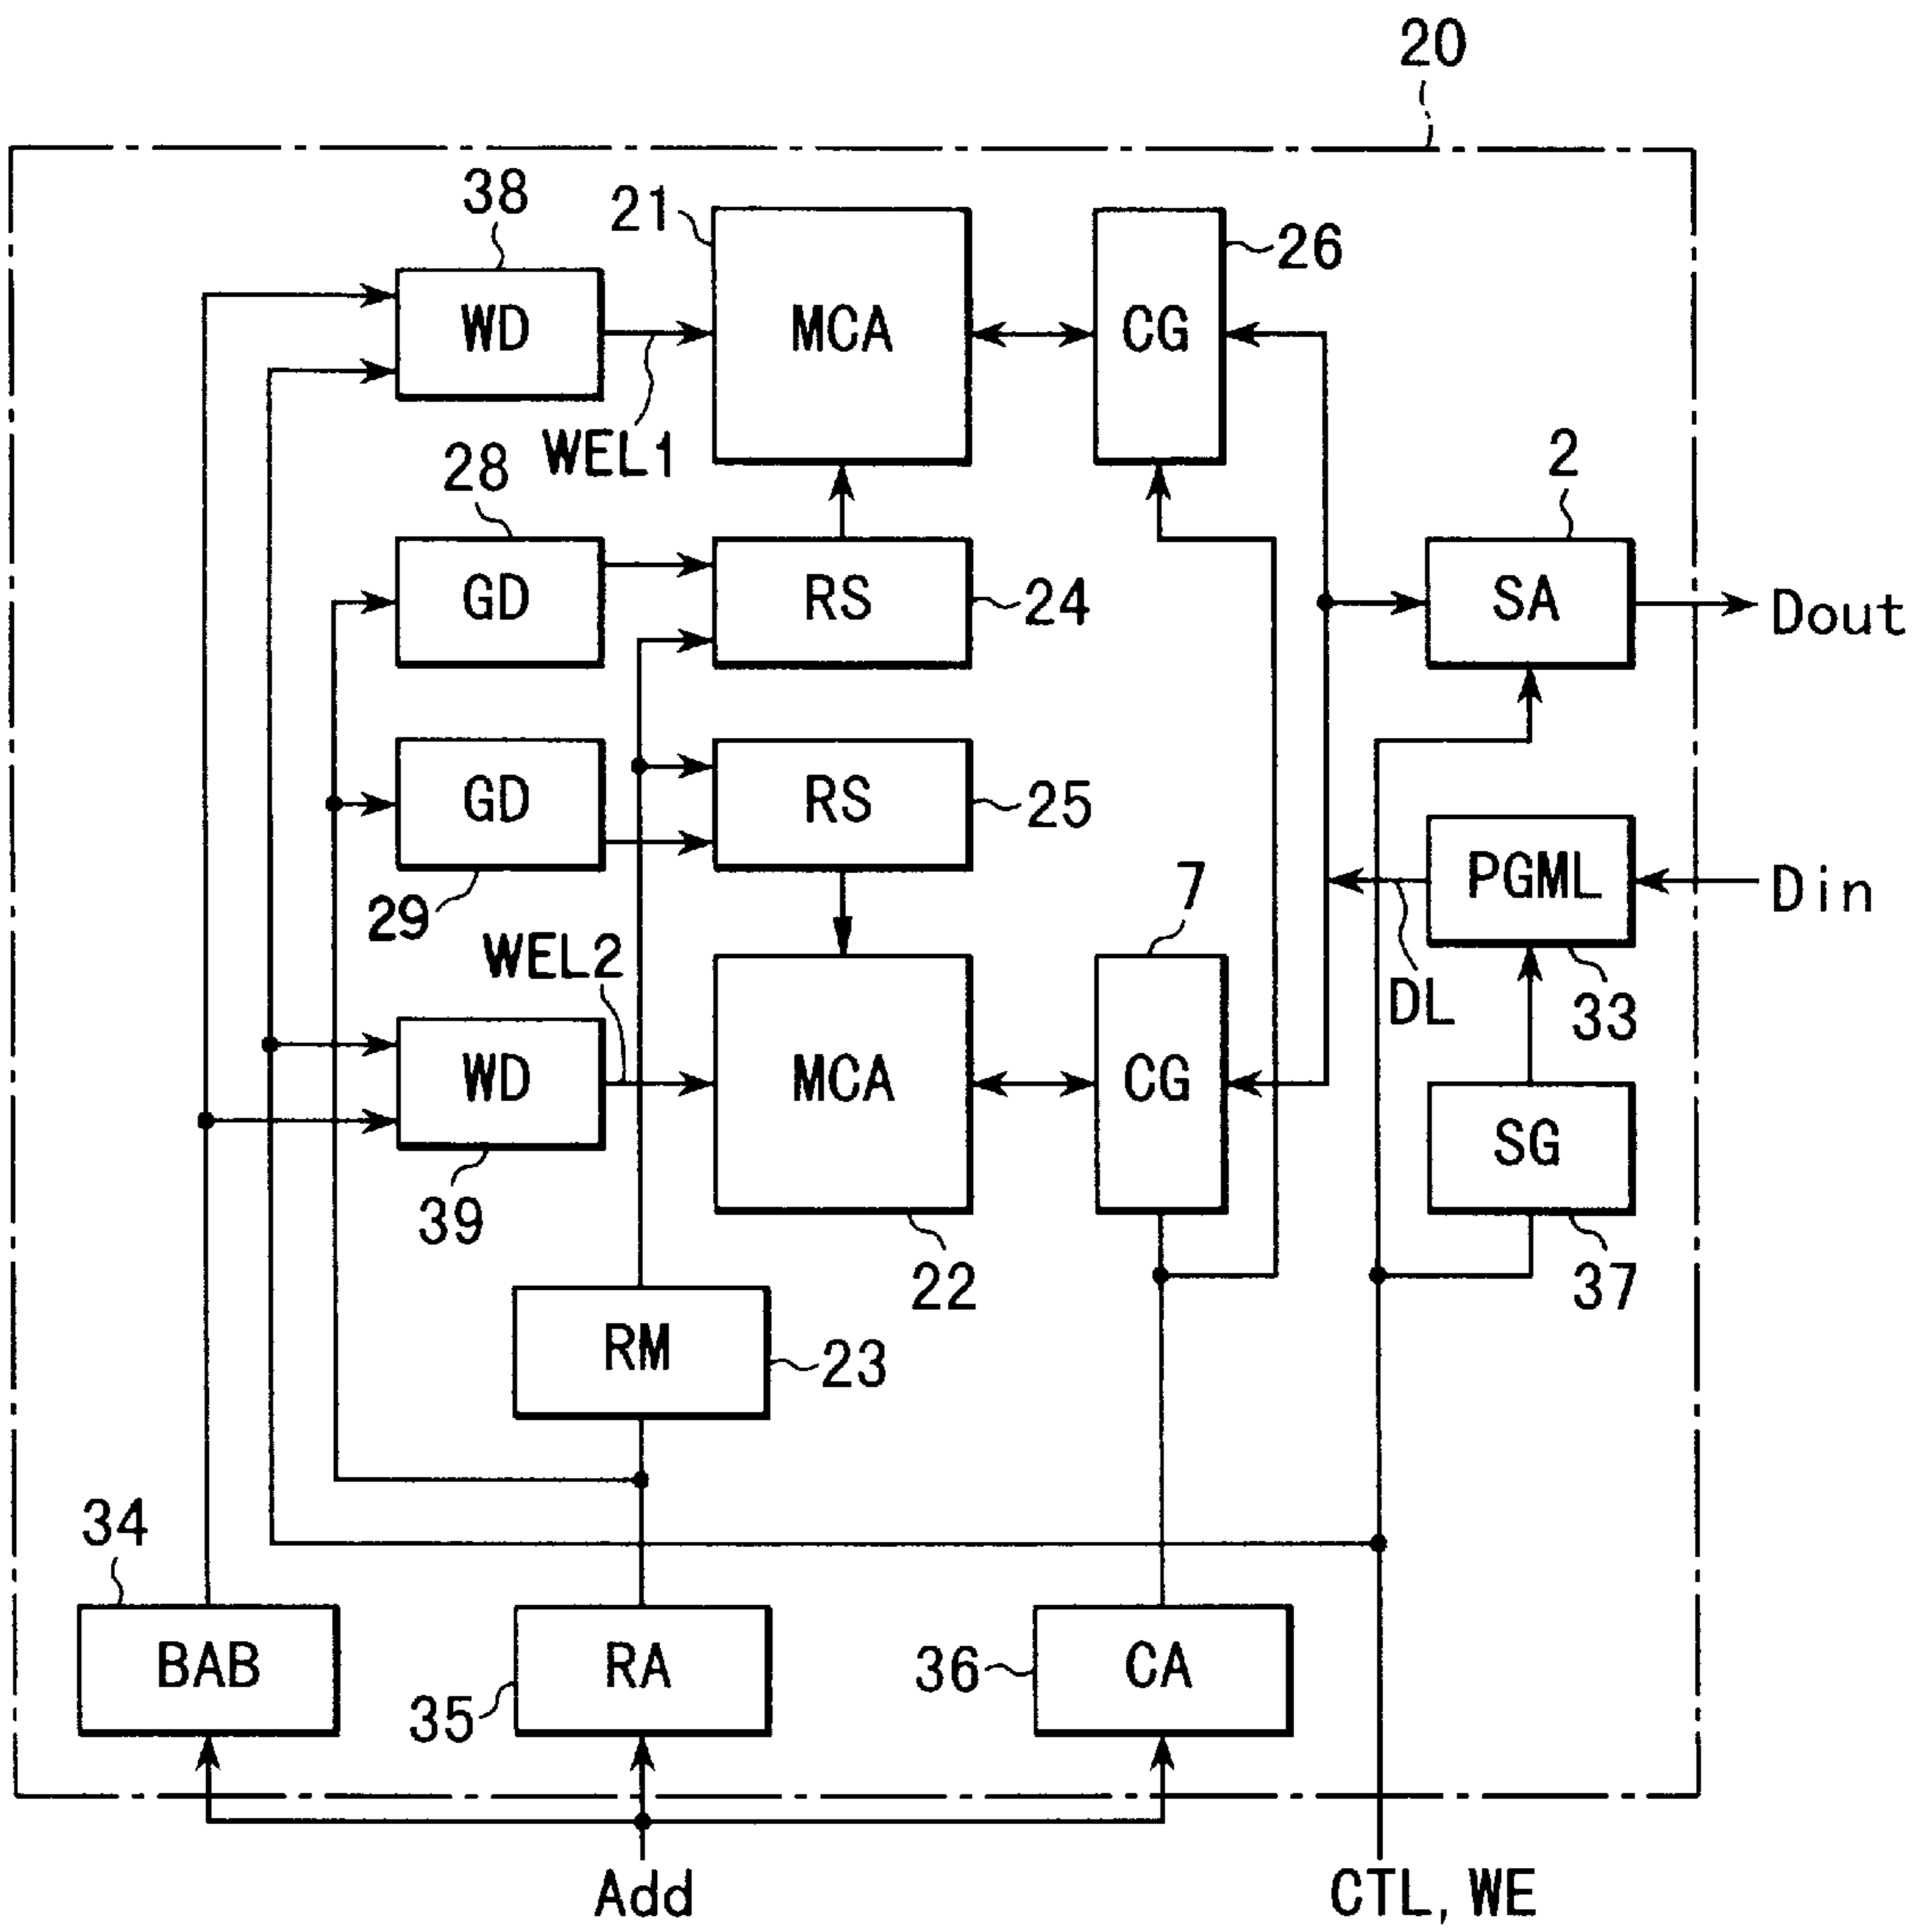 20
38
21
26
WD
MCA
CG
WEL1
28
2
GD
RS
24
SA
Dout
GD
RS
25
29
7
PGML
Din
WEL2
DL
33
WD
MCA
CG
SG
39
22
37
RM
23
34
BAB
RA
36
CA
35
Add
CTL, WE